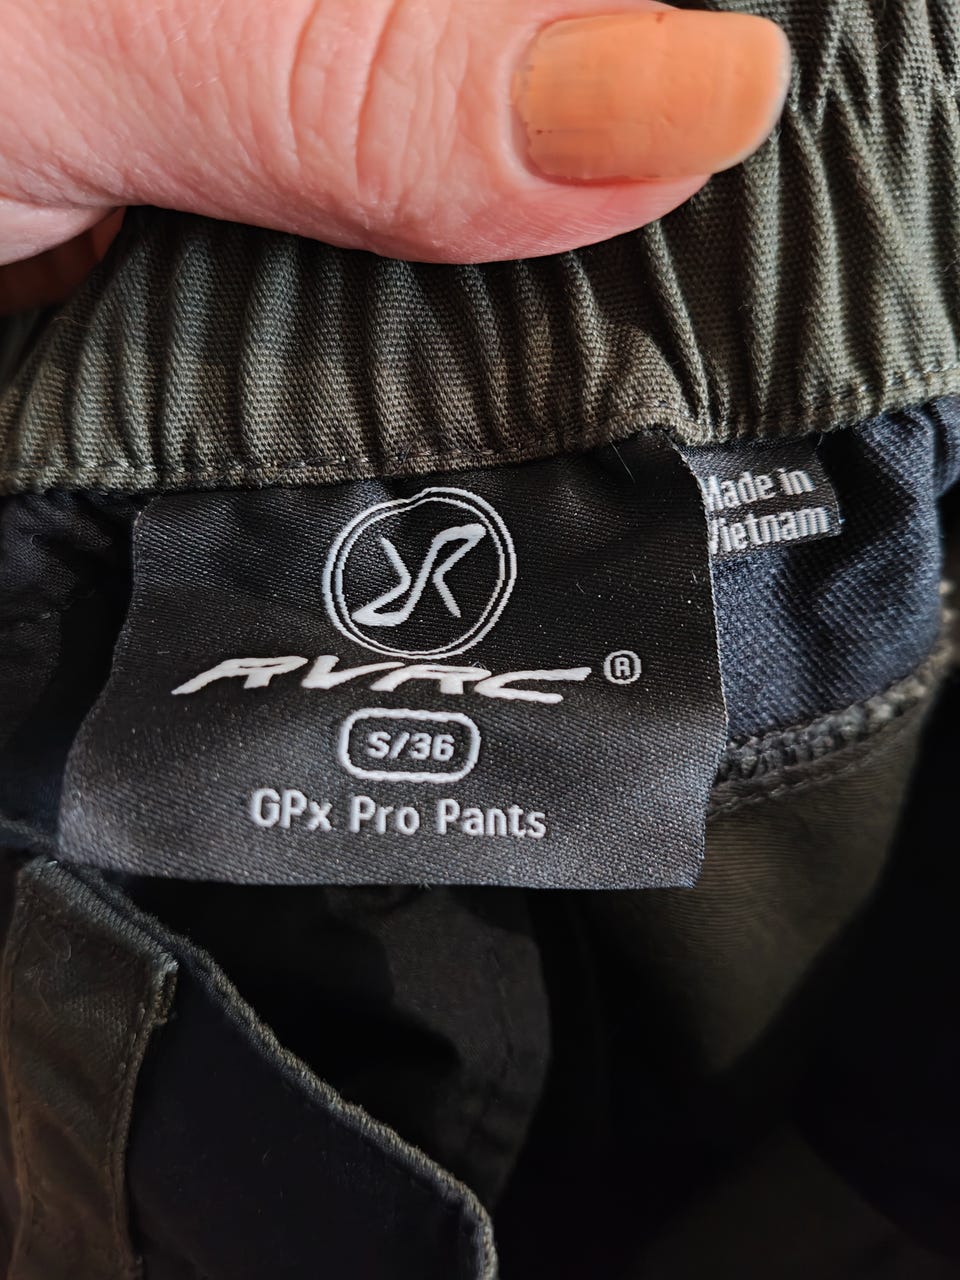 RVRC®
S/36
GPx Pro Pants
Made in
Vietnam